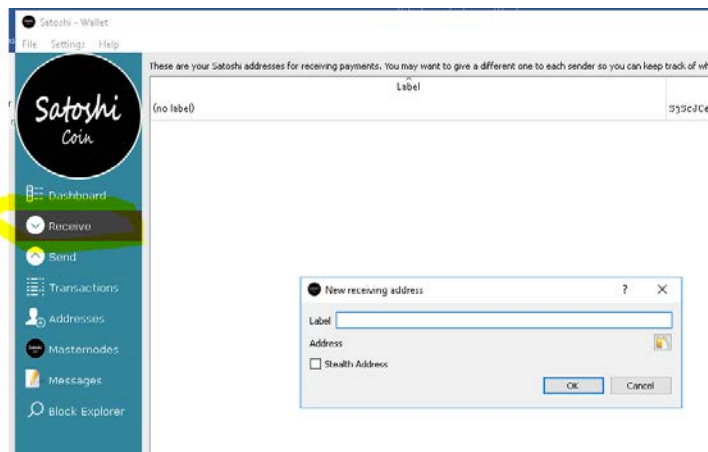 Satoshi - Wallet
File Settings Help
These are your Satoshi addresses for receiving payments. You may want to give a different one to each sender so you can keep track of
Satoshi
Coin
Label
(no label)
Dashboard
Receive
Send
Transactions
Addresses
Masternodes
Messages
Block Explorer
New receiving address
Label
Address
Stealth Address
OK Cancel